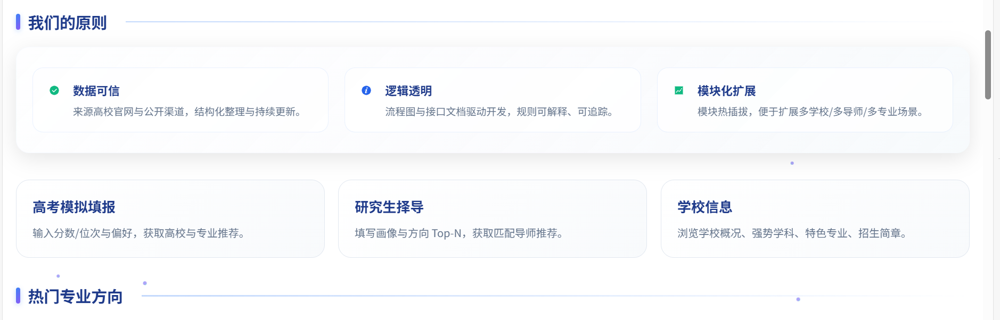 我们的原则
数据可信
来源高校官网与公开渠道，结构化整理与持续更新。
逻辑透明
流程图与接口文档驱动开发，规则可解释、可追踪。
模块化扩展
模块热插拔，便于扩展多学校/多导师/多专业场景。
高考模拟填报
输入分数/位次与偏好，获取高校与专业推荐。
研究生择导
填写画像与方向 Top-N，获取匹配导师推荐。
学校信息
浏览学校概况、强势学科、特色专业、招生简章。
热门专业方向